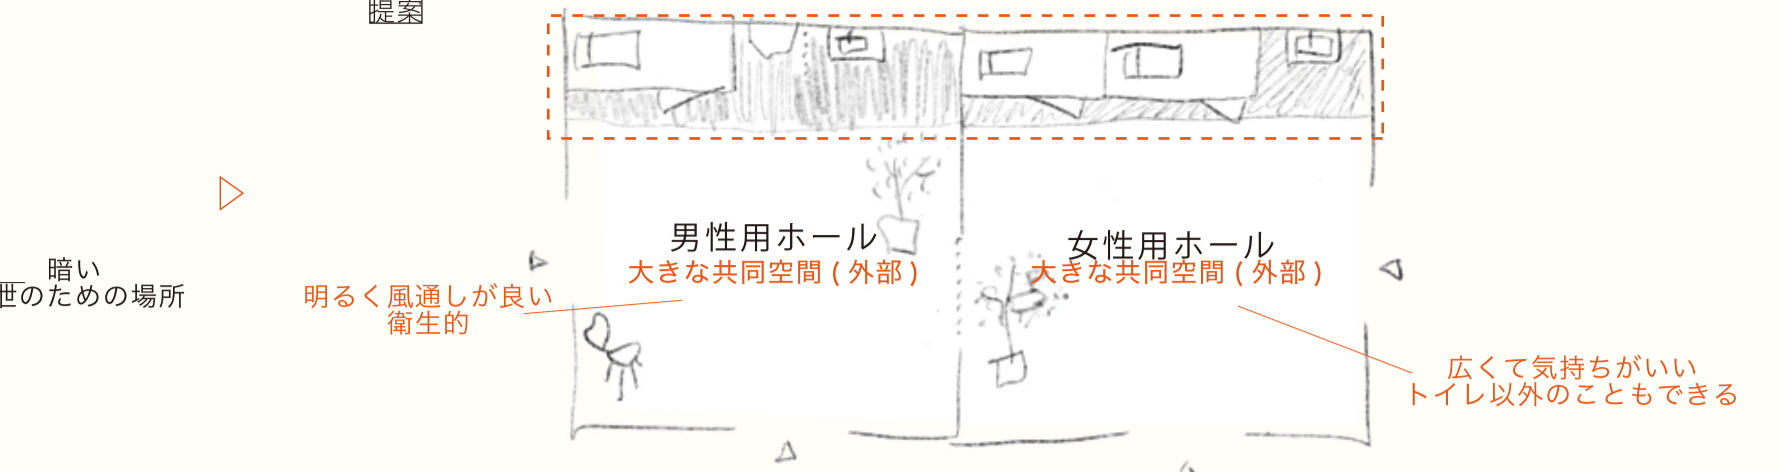 提案
男性用ホール
大きな共同空間 ( 外部 )
女性用ホール
大きな共同空間 ( 外部 )
暗い
のための場所
明るく風通しが良い
衛生的
広くて気持ちがいい
トイレ以外のこともできる